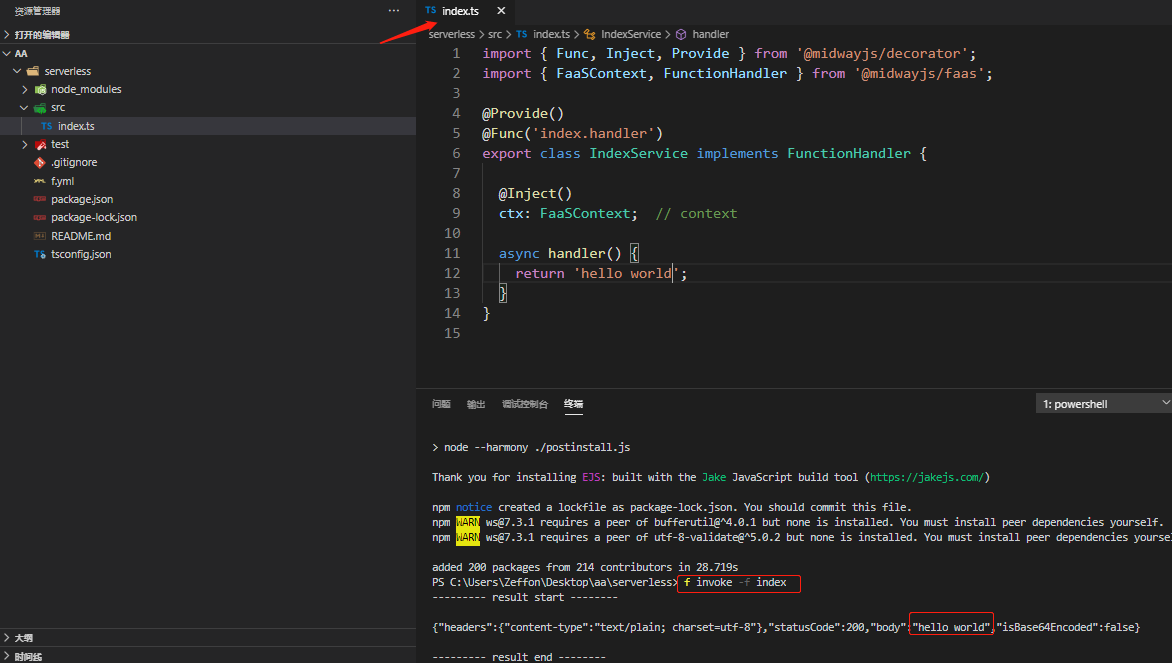 资源管理器 ···
打开的编辑器
AA
serverless
node_modules
src
TS index.ts
test
.gitignore
f.yml
package.json
package-lock.json
README.md
tsconfig.json
大纲
时间线
TS index.ts ×
serverless > src > TS index.ts > IndexService > handler
1 import { Func, Inject, Provide } from '@midwayjs/decorator';
2 import { FaaSContext, FunctionHandler } from '@midwayjs/faas';
3
4 @Provide()
5 @Func('index.handler')
6 export class IndexService implements FunctionHandler {
7
8 @Inject()
9 ctx: FaaSContext; // context
10
11 async handler() {
12 return 'hello world';
13 }
14 }
15
问题 输出 调试控制台 终端 1: powershell
> node --harmony ./postinstall.js
Thank you for installing EJS: built with the Jake JavaScript build tool (https://jakejs.com/)
npm notice created a lockfile as package-lock.json. You should commit this file.
npm WARN ws@7.3.1 requires a peer of bufferutil@^4.0.1 but none is installed. You must install peer dependencies yourself.
npm WARN ws@7.3.1 requires a peer of utf-8-validate@^5.0.2 but none is installed. You must install peer dependencies yourse
added 200 packages from 214 contributors in 28.719s
PS C:\Users\Zeffon\Desktop\aa\serverless> f invoke -f index
--------- result start --------
{"headers":{"content-type":"text/plain; charset=utf-8"},"statusCode":200,"body":"hello world","isBase64Encoded":false}
--------- result end --------